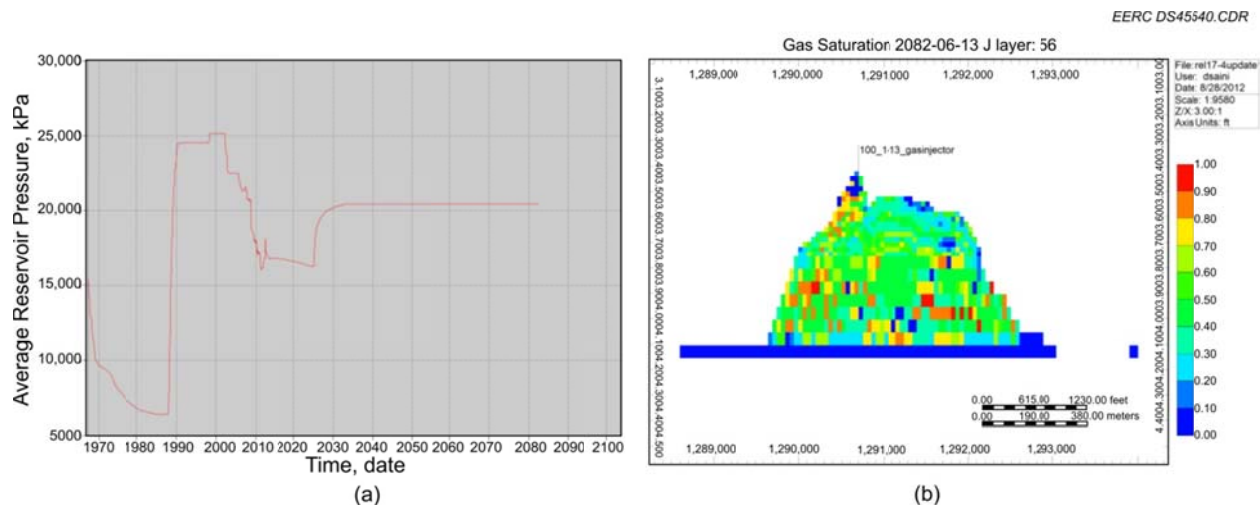 EERC DS45540.CDR
30,000
25,000
20,000
15,000
10,000
5000
Average Reservoir Pressure, kPa
1970 1980 1990 2000 2010 2020 2030 2040 2050 2060 2070 2080 2090 2100
Time, date
(a)
Gas Saturation 2082-06-13 J layer: 56
1,289,000 1,290,000 1,291,000 1,292,000 1,293,000
100_1-13_gasinjector
0.00 615.00 1230.00 feet
0.00 190.00 380.00 meters
1,289,000 1,290,000 1,291,000 1,292,000 1,293,000
File: rel17-4update
User: dsaini
Date: 8/28/2012
Scale: 1:9580
Z/X: 3.00:1
Axis Units: ft
1.00
0.90
0.80
0.70
0.60
0.50
0.40
0.30
0.20
0.10
0.00
(b)